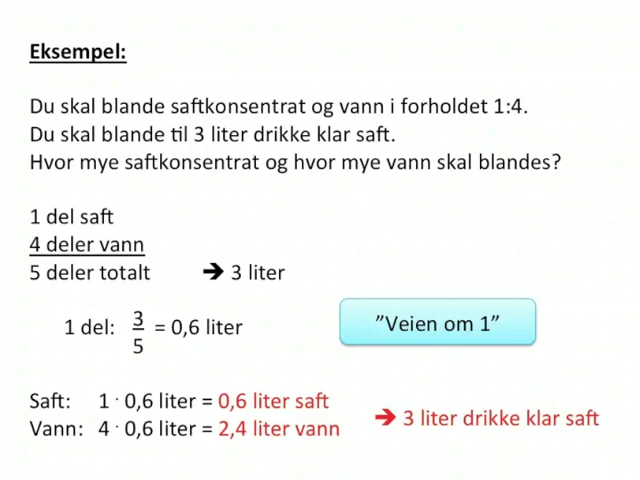 Eksempel:
Du skal blande saftkonsentrat og vann i forholdet 1:4.
Du skal blande til 3 liter drikke klar saft.
Hvor mye saftkonsentrat og hvor mye vann skal blandes?
1 del saft
4 deler vann
5 deler totalt ➔ 3 liter
1 del: 3/5 = 0,6 liter
"Veien om 1"
Saft: 1 · 0,6 liter = 0,6 liter saft
Vann: 4 · 0,6 liter = 2,4 liter vann
➔ 3 liter drikke klar saft